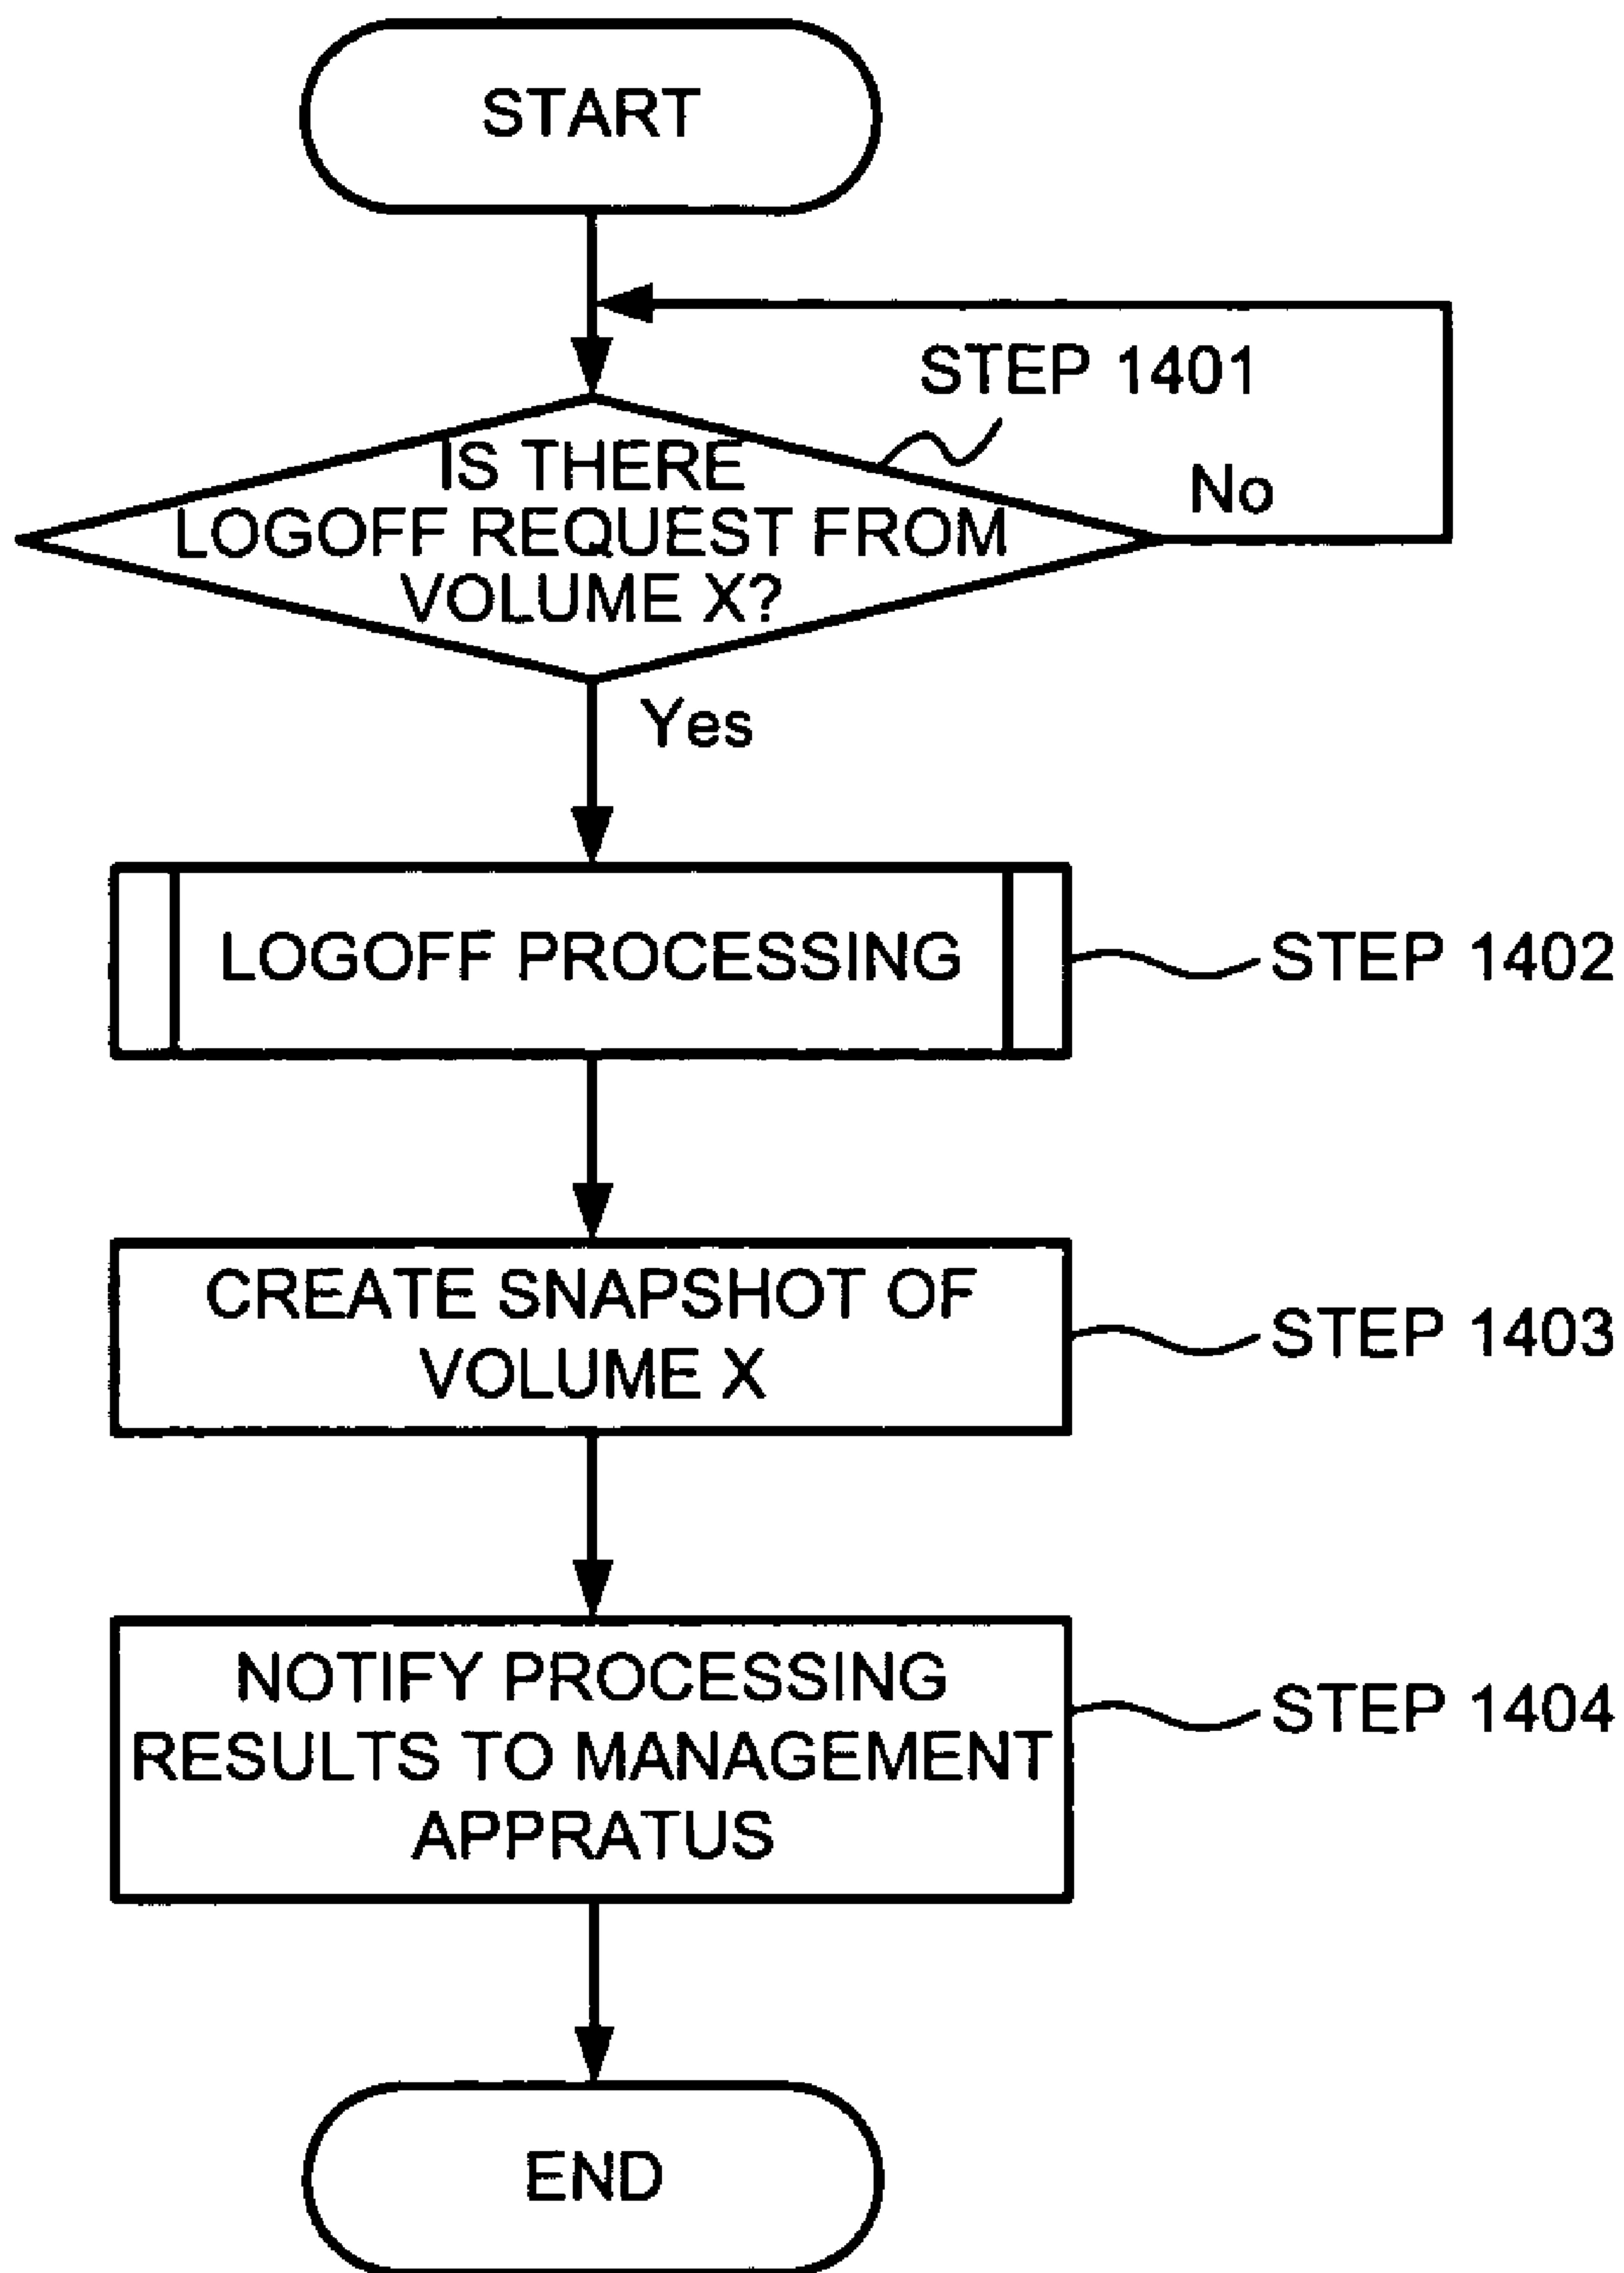 START
STEP 1401
IS THERE
LOGOFF REQUEST FROM
VOLUME X?
No
Yes
LOGOFF PROCESSING
STEP 1402
CREATE SNAPSHOT OF
VOLUME X
STEP 1403
NOTIFY PROCESSING
RESULTS TO MANAGEMENT
APPRATUS
STEP 1404
END